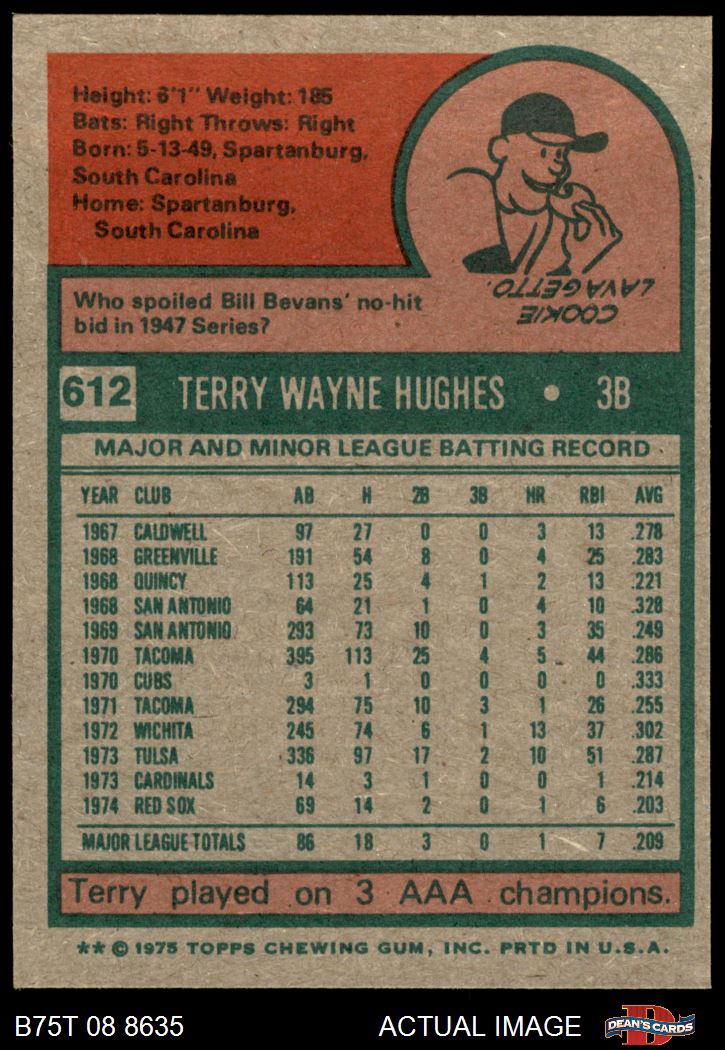 Height: 6'1" Weight: 185
Bats: Right Throws: Right
Born: 5-13-49, Spartanburg,
South Carolina
Home: Spartanburg,
South Carolina
COOKIE
LAVAGETTO.
Who spoiled Bill Bevans' no-hit
bid in 1947 Series?
612 TERRY WAYNE HUGHES • 3B
MAJOR AND MINOR LEAGUE BATTING RECORD
YEAR CLUB AB H 2B 3B HR RBI AVG
1967 CALDWELL 97 27 0 0 3 13 .278
1968 GREENVILLE 191 54 8 0 4 25 .283
1968 QUINCY 113 25 4 1 2 13 .221
1968 SAN ANTONIO 64 21 1 0 4 10 .328
1969 SAN ANTONIO 293 73 10 0 3 35 .249
1970 TACOMA 395 113 25 4 5 44 .286
1970 CUBS 3 1 0 0 0 0 .333
1971 TACOMA 294 75 10 3 1 26 .255
1972 WICHITA 245 74 6 1 13 37 .302
1973 TULSA 336 97 17 2 10 51 .287
1973 CARDINALS 14 3 1 0 0 1 .214
1974 RED SOX 69 14 2 0 1 6 .203
MAJOR LEAGUE TOTALS 86 18 3 0 1 7 .209
Terry played on 3 AAA champions.
** © 1975 TOPPS CHEWING GUM, INC. PRTD IN U.S.A.
B75T 08 8635 ACTUAL IMAGE DEAN'S CARDS